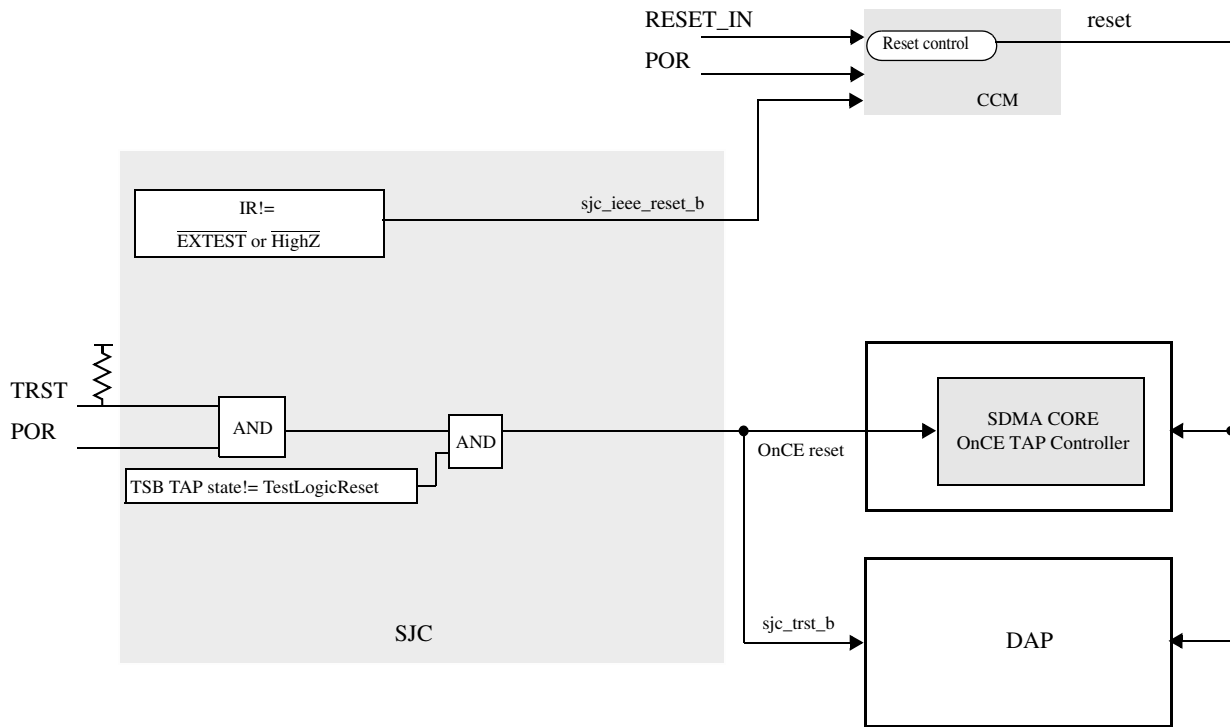 RESET_IN
reset
Reset control
POR
CCM
sjc_ieee_reset_b
IR!=
EXTEST or HighZ
TRST
POR
AND
AND
TSB TAP state!= TestLogicReset
OnCE reset
SDMA CORE
OnCE TAP Controller
sjc_trst_b
SJC
DAP